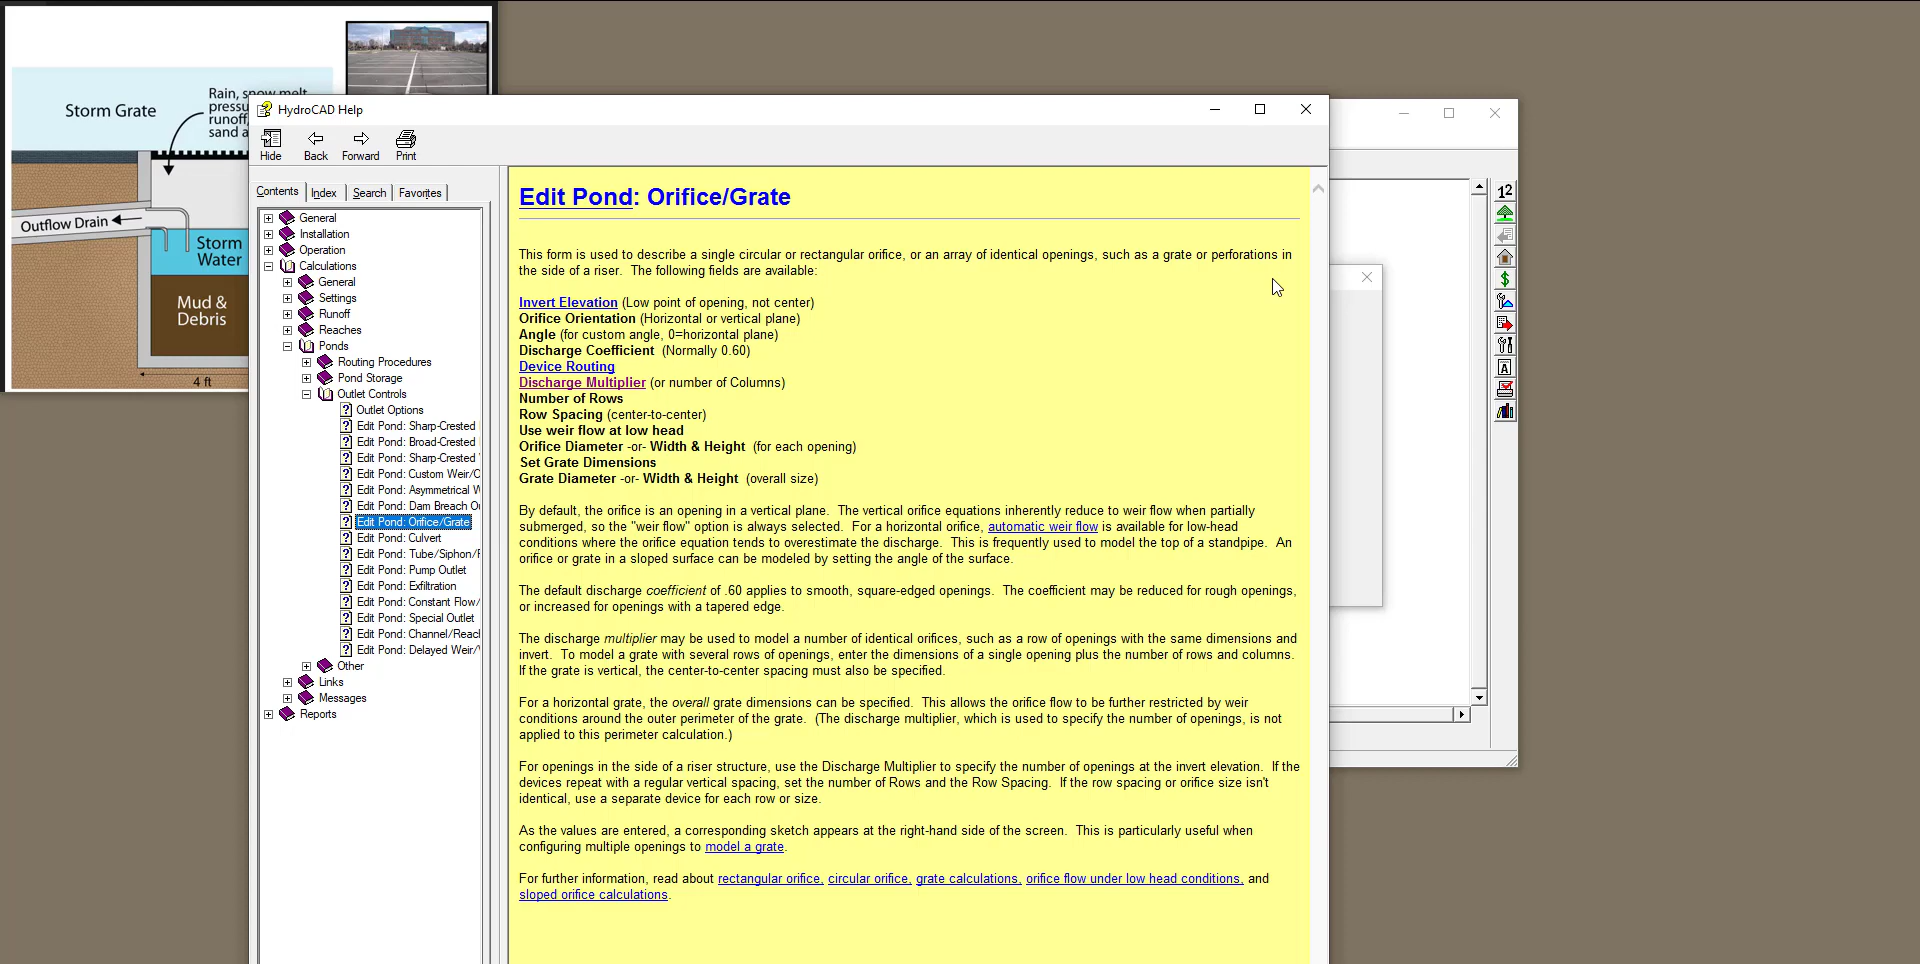 Storm Grate
Rain, snow melt
pressu
runoff,
sand a
Outflow Drain
Storm
Water
Mud &
Debris
4 ft
HydroCAD Help
Hide
Back
Forward
Print
Contents
Index
Search
Favorites
General
Installation
Operation
Calculations
General
Settings
Runoff
Reaches
Ponds
Routing Procedures
Pond Storage
Outlet Controls
Outlet Options
Edit Pond: Sharp-Crested
Edit Pond: Broad-Crested
Edit Pond: Sharp-Crested
Edit Pond: Custom Weir/O
Edit Pond: Asymmetrical W
Edit Pond: Dam Breach Ou
Edit Pond: Orifice/Grate
Edit Pond: Culvert
Edit Pond: Tube/Siphon/F
Edit Pond: Pump Outlet
Edit Pond: Exfiltration
Edit Pond: Constant Flow/
Edit Pond: Special Outlet
Edit Pond: Channel/Reacl
Edit Pond: Delayed Weir/
Other
Links
Messages
Reports
Edit Pond: Orifice/Grate
This form is used to describe a single circular or rectangular orifice, or an array of identical openings, such as a grate or perforations in
the side of a riser.  The following fields are available:
Invert Elevation (Low point of opening, not center)
Orifice Orientation (Horizontal or vertical plane)
Angle (for custom angle, 0=horizontal plane)
Discharge Coefficient  (Normally 0.60)
Device Routing
Discharge Multiplier (or number of Columns)
Number of Rows
Row Spacing (center-to-center)
Use weir flow at low head
Orifice Diameter -or- Width & Height  (for each opening)
Set Grate Dimensions
Grate Diameter -or- Width & Height  (overall size)
By default, the orifice is an opening in a vertical plane.  The vertical orifice equations inherently reduce to weir flow when partially
submerged, so the "weir flow" option is always selected.  For a horizontal orifice, automatic weir flow is available for low-head
conditions where the orifice equation tends to overestimate the discharge.  This is frequently used to model the top of a standpipe.  An
orifice or grate in a sloped surface can be modeled by setting the angle of the surface.
The default discharge coefficient of .60 applies to smooth, square-edged openings.  The coefficient may be reduced for rough openings,
or increased for openings with a tapered edge.
The discharge multiplier may be used to model a number of identical orifices, such as a row of openings with the same dimensions and
invert.  To model a grate with several rows of openings, enter the dimensions of a single opening plus the number of rows and columns.
If the grate is vertical, the center-to-center spacing must also be specified.
For a horizontal grate, the overall grate dimensions can be specified.  This allows the orifice flow to be further restricted by weir
conditions around the outer perimeter of the grate.  (The discharge multiplier, which is used to specify the number of openings, is not
applied to this perimeter calculation.)
For openings in the side of a riser structure, use the Discharge Multiplier to specify the number of openings at the invert elevation.  If the
devices repeat with a regular vertical spacing, set the number of Rows and the Row Spacing.  If the row spacing or orifice size isn't
identical, use a separate device for each row or size.
As the values are entered, a corresponding sketch appears at the right-hand side of the screen.  This is particularly useful when
configuring multiple openings to model a grate.
For further information, read about rectangular orifice, circular orifice, grate calculations, orifice flow under low head conditions, and
sloped orifice calculations.
12
$
A